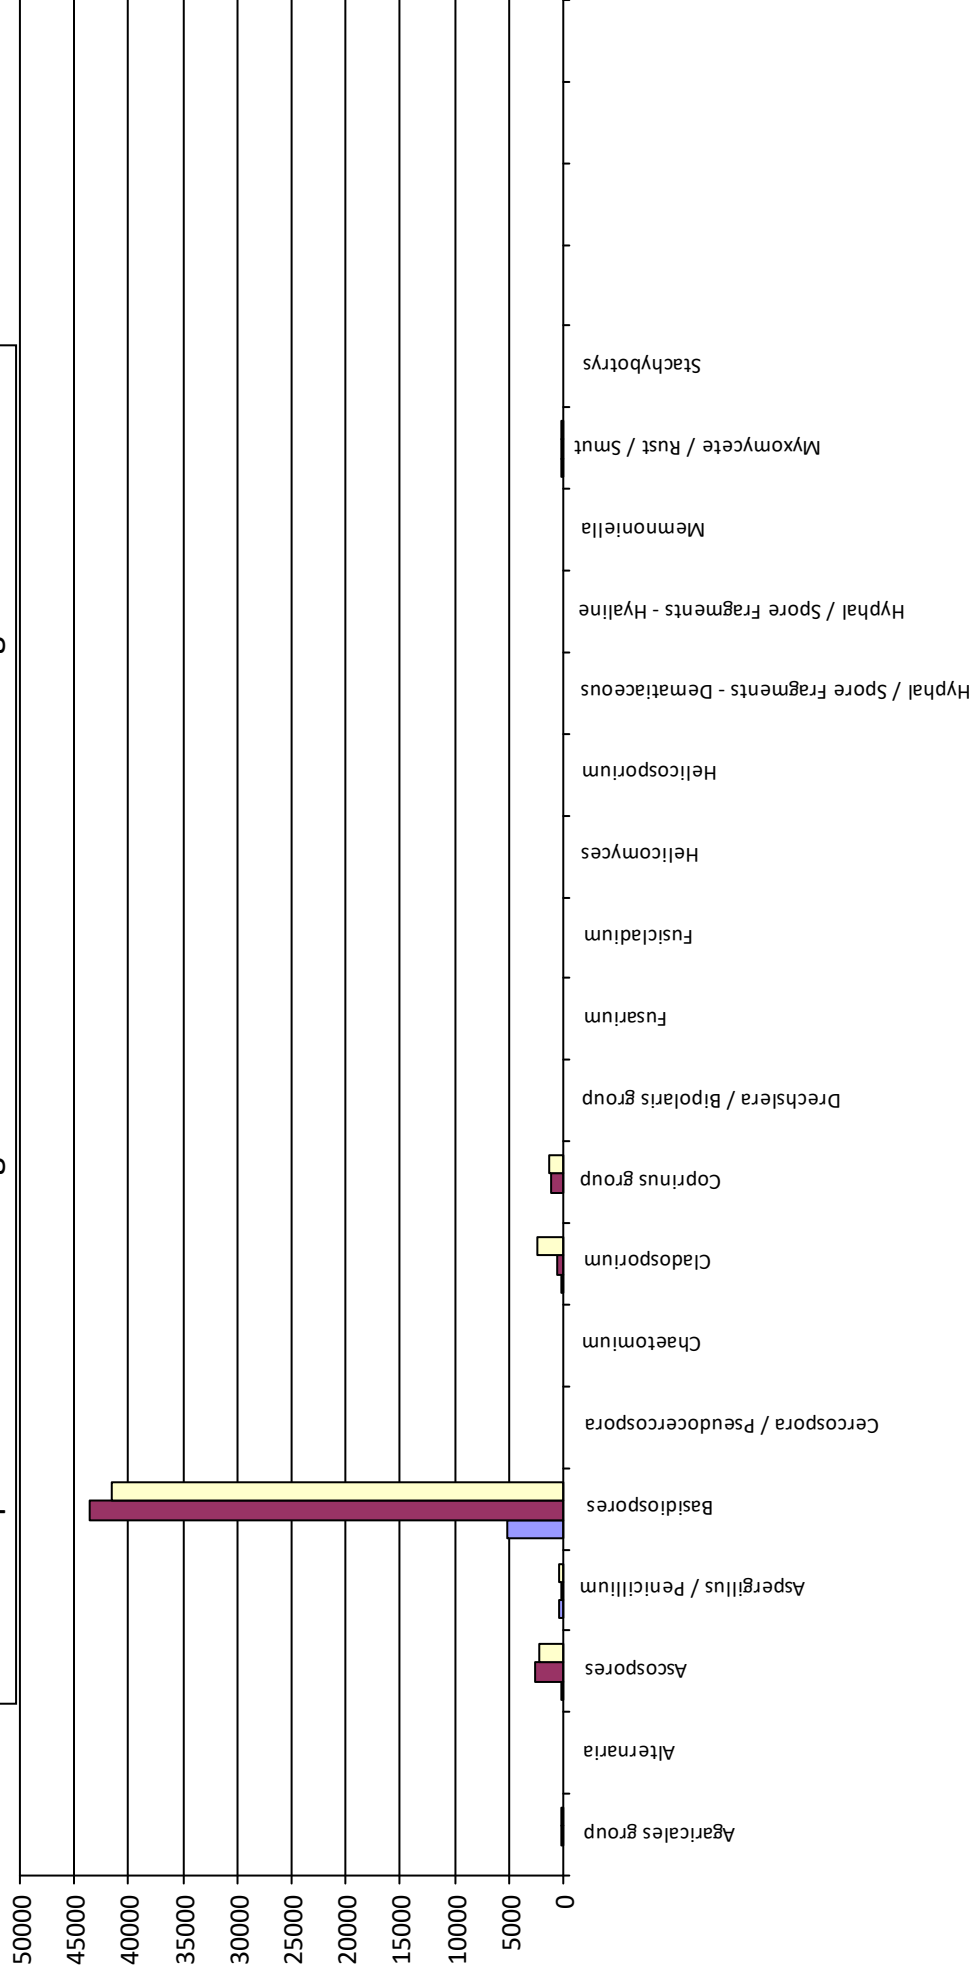 50000
45000
40000
35000
30000
25000
20000
15000
10000
5000
0
Agaricales group
Alternaria
Ascospores
Aspergillus / Penicillium
Basidiospores
Cercospora / Pseudocercospora
Chaetomium
Cladosporium
Coprinus group
Drechslera / Bipolaris group
Fusarium
Fusicladium
Helicomyces
Helicosporium
Hyphal / Spore Fragments - Dematiaceous
Hyphal / Spore Fragments - Hyaline
Memnoniella
Myxomycete / Rust / Smut
Stachybotrys